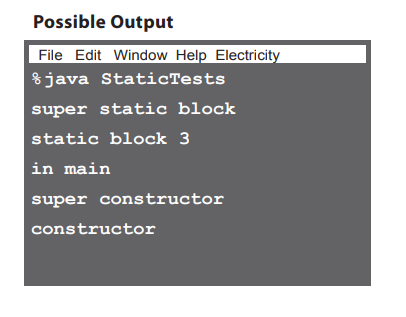 Possible Output
File Edit Window Help Electricity
%java StaticTests
super static block
static block 3
in main
super constructor
constructor